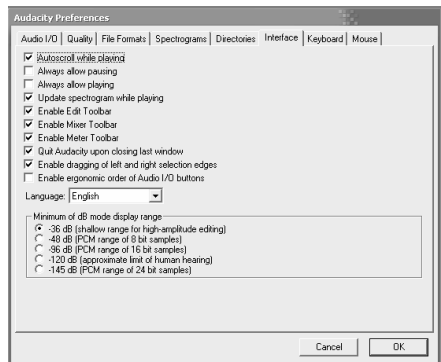 Audacity Preferences
Audio I/O Quality File Formats Spectrograms Directories Interface Keyboard Mouse
Autoscroll while playing
Always allow pausing
Always allow playing
Update spectrogram while playing
Enable Edit Toolbar
Enable Mixer Toolbar
Enable Meter Toolbar
Quit Audacity upon closing last window
Enable dragging of left and right selection edges
Enable ergonomic order of Audio I/O buttons
Language: English
Minimum of dB mode display range
-36 dB (shallow range for high-amplitude editing)
-48 dB (PCM range of 8 bit samples)
-96 dB (PCM range of 16 bit samples)
-120 dB (approximate limit of human hearing)
-145 dB (PCM range of 24 bit samples)
Cancel OK